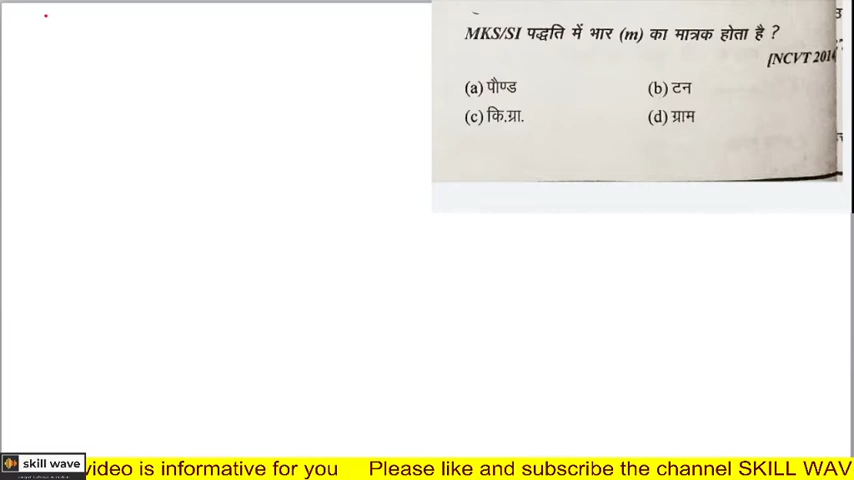 MKS/SI पद्धति में भार (m) का मात्रक होता है ?
[NCVT 201
(a) पौण्ड
(b) टन
(c) कि.ग्रा.
(d) ग्राम
skill wave
video is informative for you Please like and subscribe the channel SKILL WAV